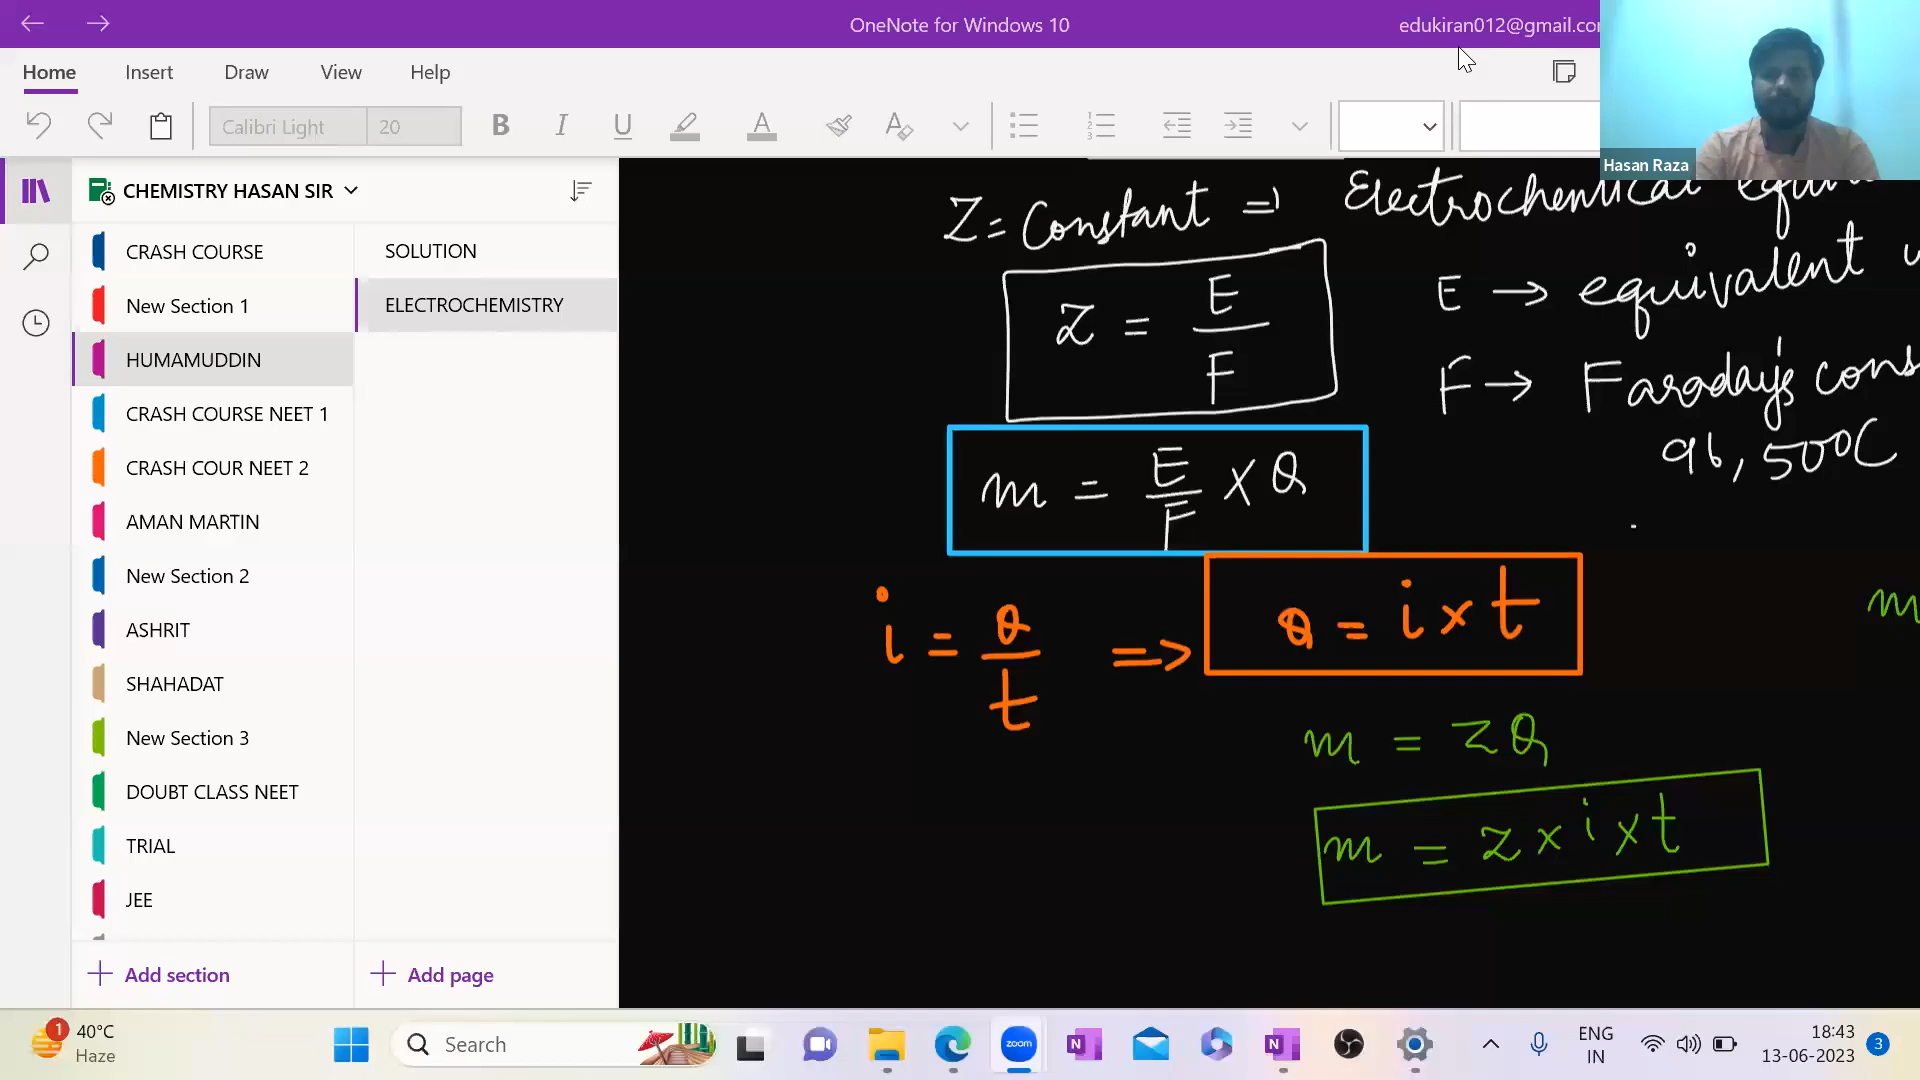 OneNote for Windows 10
edukiran012@gmail.co
Home Insert Draw View Help
Calibri Light 20
B I U A A
Hasan Raza
CHEMISTRY HASAN SIR
CRASH COURSE
New Section 1
HUMAMUDDIN
CRASH COURSE NEET 1
CRASH COUR NEET 2
AMAN MARTIN
New Section 2
ASHRIT
SHAHADAT
New Section 3
DOUBT CLASS NEET
TRIAL
JEE
Add section
SOLUTION
ELECTROCHEMISTRY
Add page
Z = Constant => Electrochemical
Z = E/F
E → equivalent
F → Faraday's cons
96,500C
m = E/F × Q
i = Q/t => Q = i × t
m
m = ZQ
m = Z × i × t
1
40°C
Haze
Search
zoom
ENG
IN
18:43
13-06-2023
3